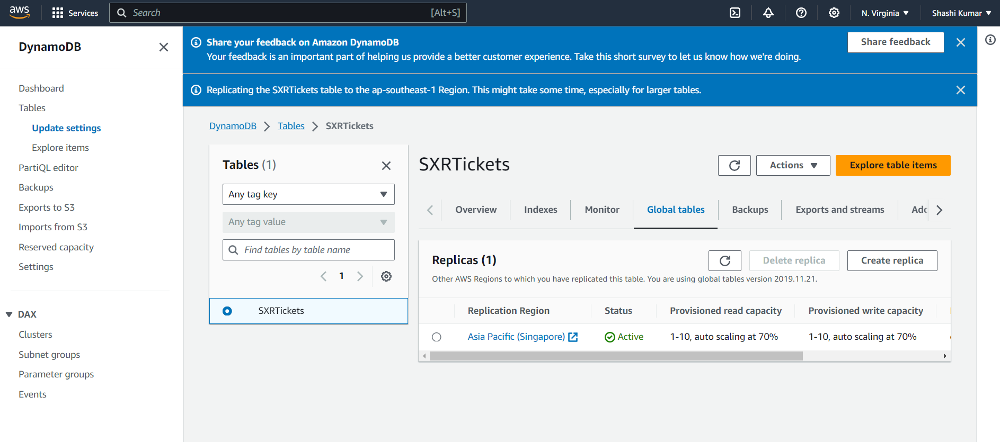 aws
Services
Search
[Alt+S]
N. Virginia
Shashi Kumar
DynamoDB
Dashboard
Tables
Update settings
Explore items
PartiQL editor
Backups
Exports to S3
Imports from S3
Reserved capacity
Settings
DAX
Clusters
Subnet groups
Parameter groups
Events
Share your feedback on Amazon DynamoDB
Your feedback is an important part of helping us provide a better customer experience. Take this short survey to let us know how we're doing.
Share feedback
Replicating the SXRTickets table to the ap-southeast-1 Region. This might take some time, especially for larger tables.
DynamoDB
Tables
SXRTickets
Tables (1)
Any tag key
Any tag value
Find tables by table name
1
SXRTickets
SXRTickets
Actions
Explore table items
Overview
Indexes
Monitor
Global tables
Backups
Exports and streams
Replicas (1)
Delete replica
Create replica
Other AWS Regions to which you have replicated this table. You are using global tables version 2019.11.21.
Replication Region
Status
Provisioned read capacity
Provisioned write capacity
Asia Pacific (Singapore)
Active
1-10, auto scaling at 70%
1-10, auto scaling at 70%